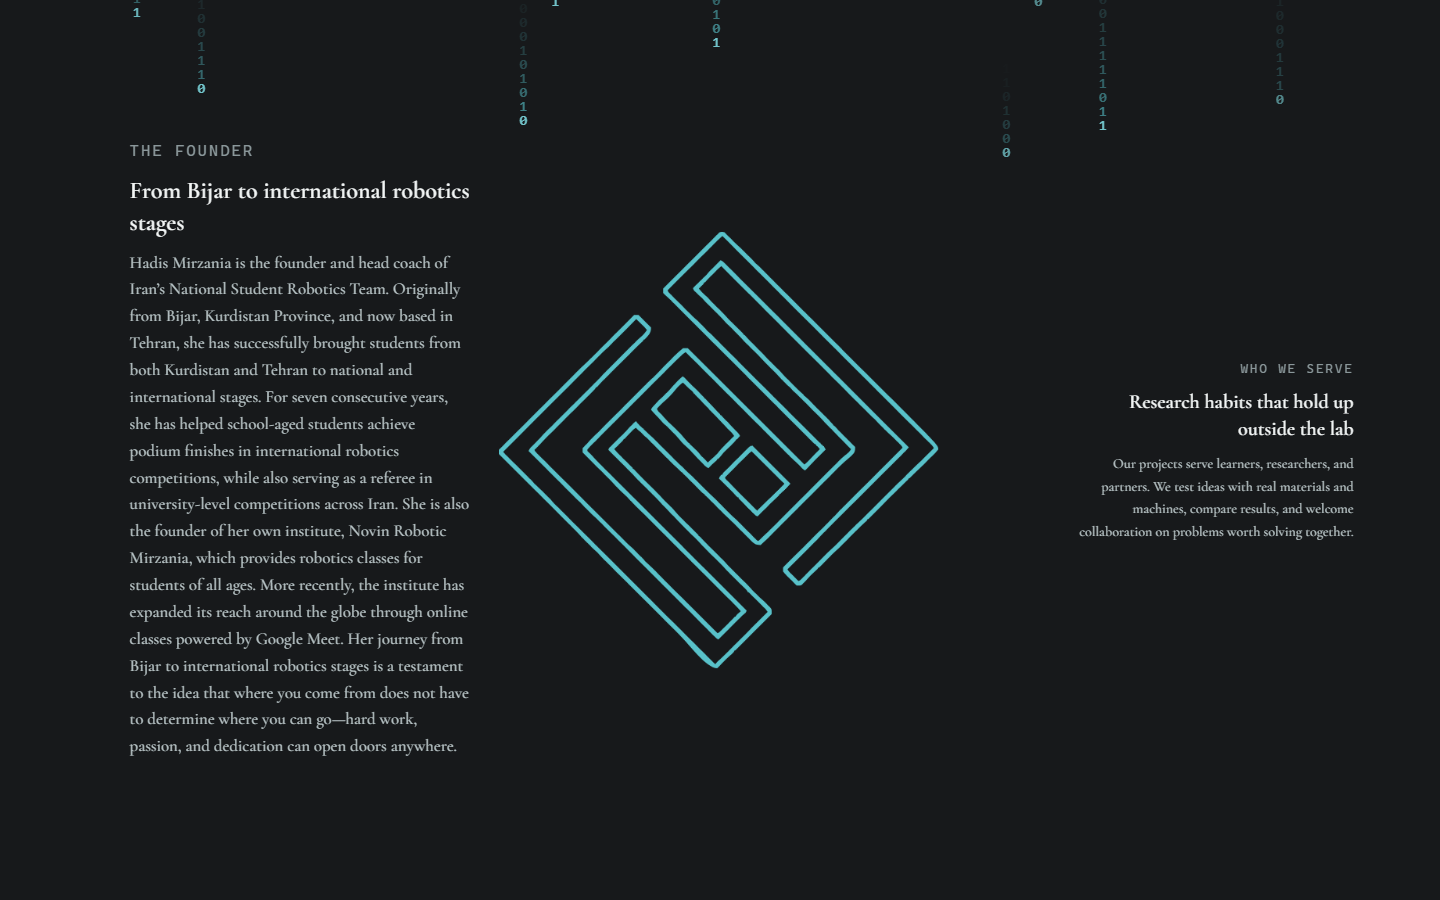 THE FOUNDER
From Bijar to international robotics
stages
Hadis Mirzania is the founder and head coach of
Iran’s National Student Robotics Team. Originally
from Bijar, Kurdistan Province, and now based in
Tehran, she has successfully brought students from
both Kurdistan and Tehran to national and
international stages. For seven consecutive years,
she has helped school-aged students achieve
podium finishes in international robotics
competitions, while also serving as a referee in
university-level competitions across Iran. She is also
the founder of her own institute, Novin Robotic
Mirzania, which provides robotics classes for
students of all ages. More recently, the institute has
expanded its reach around the globe through online
classes powered by Google Meet. Her journey from
Bijar to international robotics stages is a testament
to the idea that where you come from does not have
to determine where you can go—hard work,
passion, and dedication can open doors anywhere.
WHO WE SERVE
Research habits that hold up
outside the lab
Our projects serve learners, researchers, and
partners. We test ideas with real materials and
machines, compare results, and welcome
collaboration on problems worth solving together.